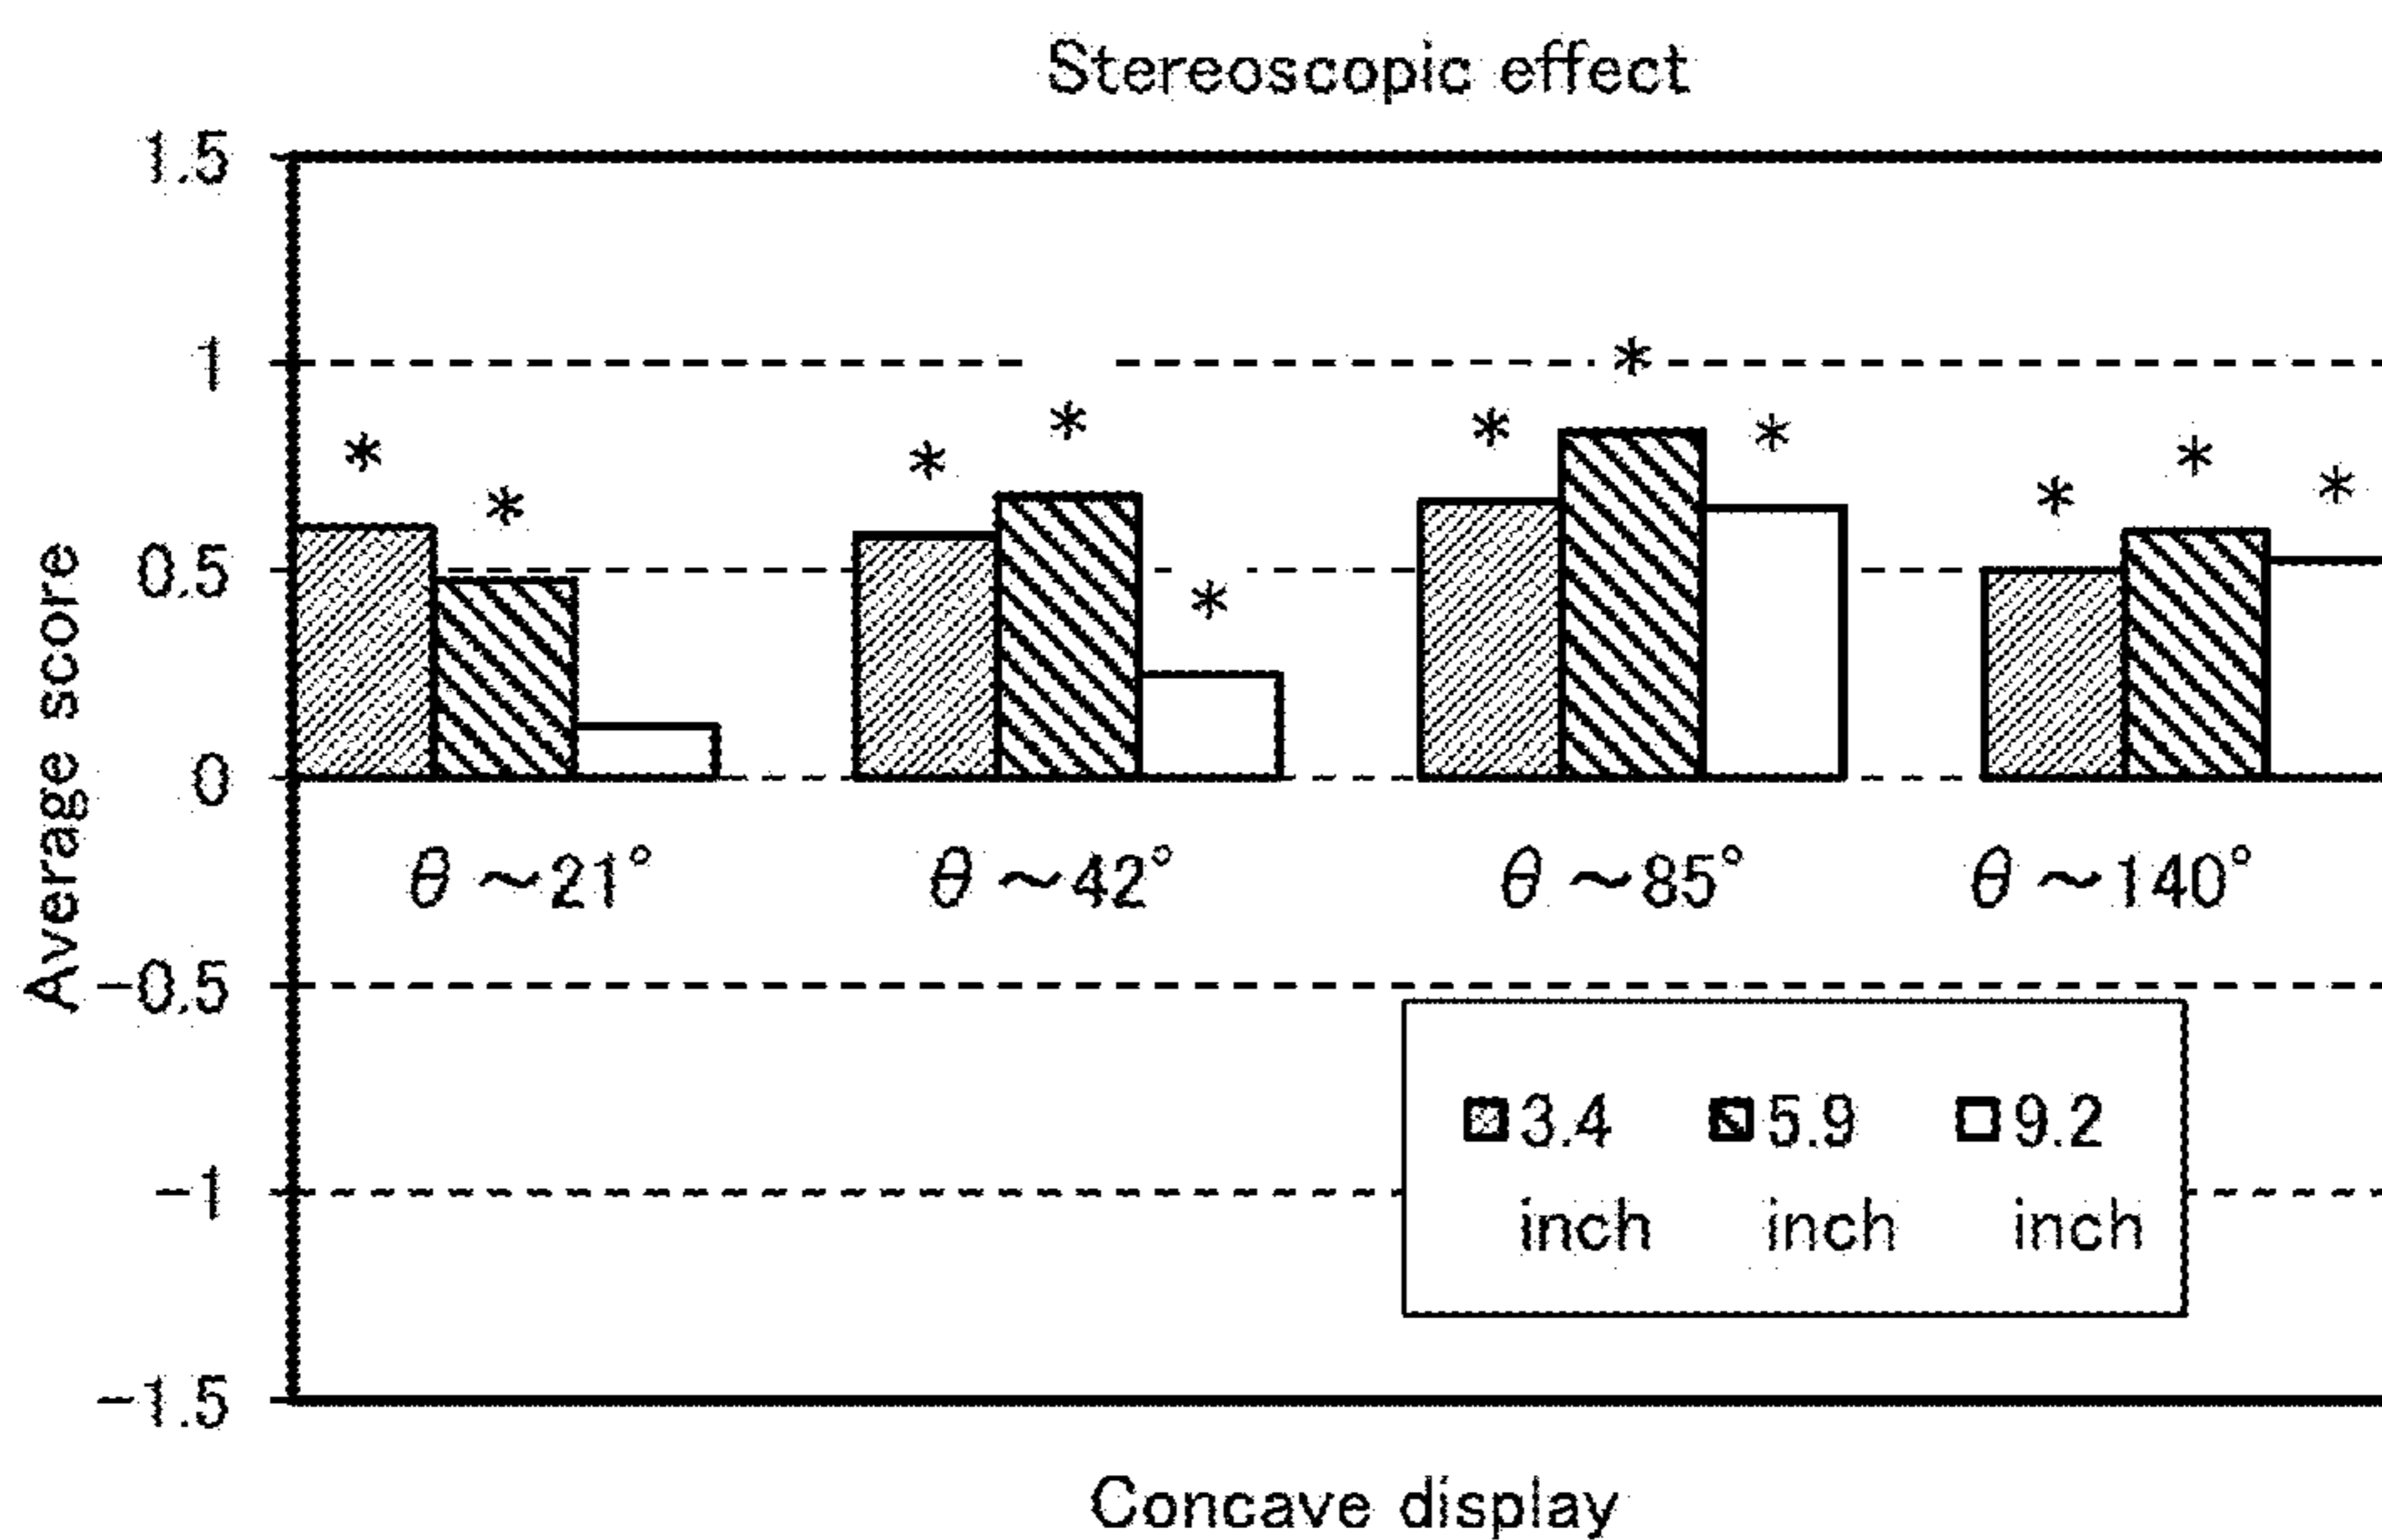 Stereoscopic effect
1.5
1
0.5
0
-0.5
-1
-1.5
Average score
* * * * * * * * * * *
θ ~21° θ ~42° θ ~85° θ ~140°
3.4 inch
5.9 inch
9.2 inch
Concave display